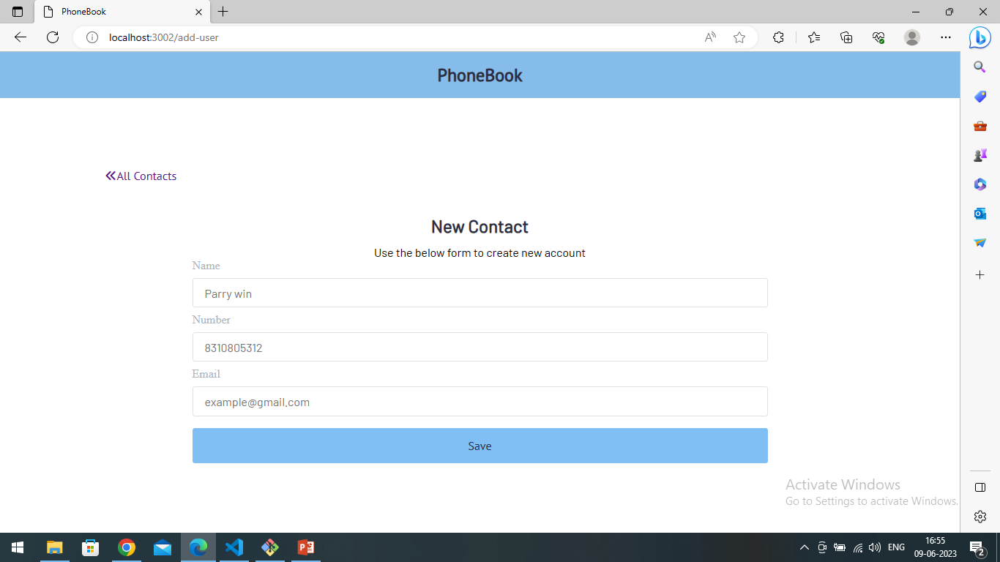 PhoneBook
localhost:3002/add-user
PhoneBook
All Contacts
New Contact
Use the below form to create new account
Name
Parry win
Number
8310805312
Email
example@gmail.com
Save
Activate Windows
Go to Settings to activate Windows.
ENG
16:55
09-06-2023
2